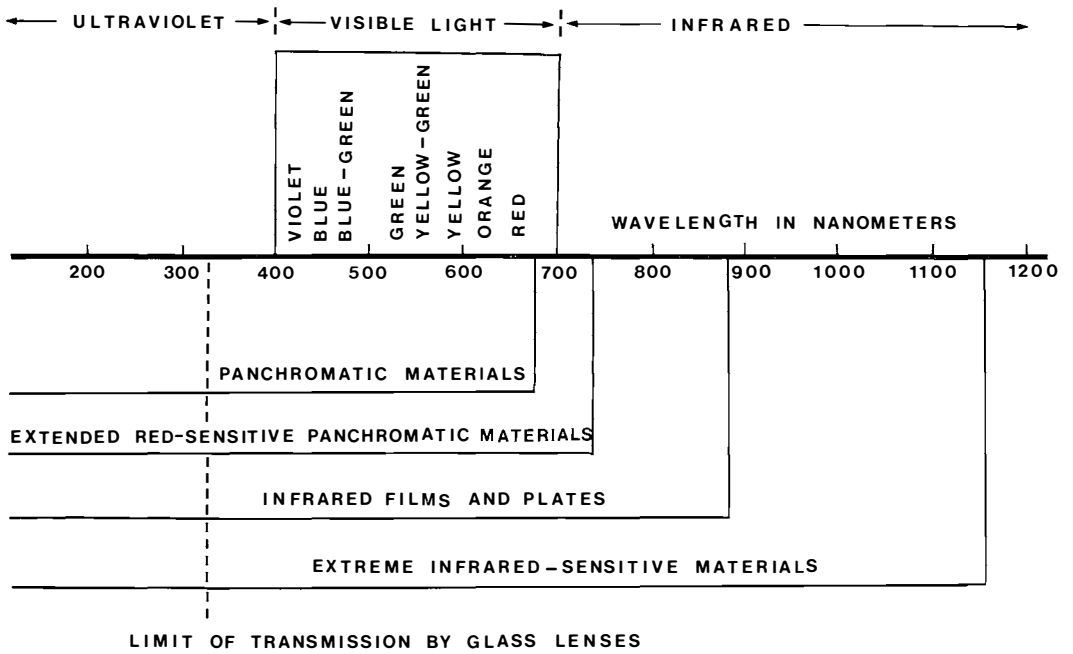 ULTRAVIOLET VISIBLE LIGHT INFRARED
VIOLET
BLUE
BLUE-GREEN
GREEN
YELLOW-GREEN
YELLOW
ORANGE
RED
WAVELENGTH IN NANOMETERS
200 300 400 500 600 700 800 900 1000 1100 1200
PANCHROMATIC MATERIALS
EXTENDED RED-SENSITIVE PANCHROMATIC MATERIALS
INFRARED FILMS AND PLATES
EXTREME INFRARED-SENSITIVE MATERIALS
LIMIT OF TRANSMISSION BY GLASS LENSES